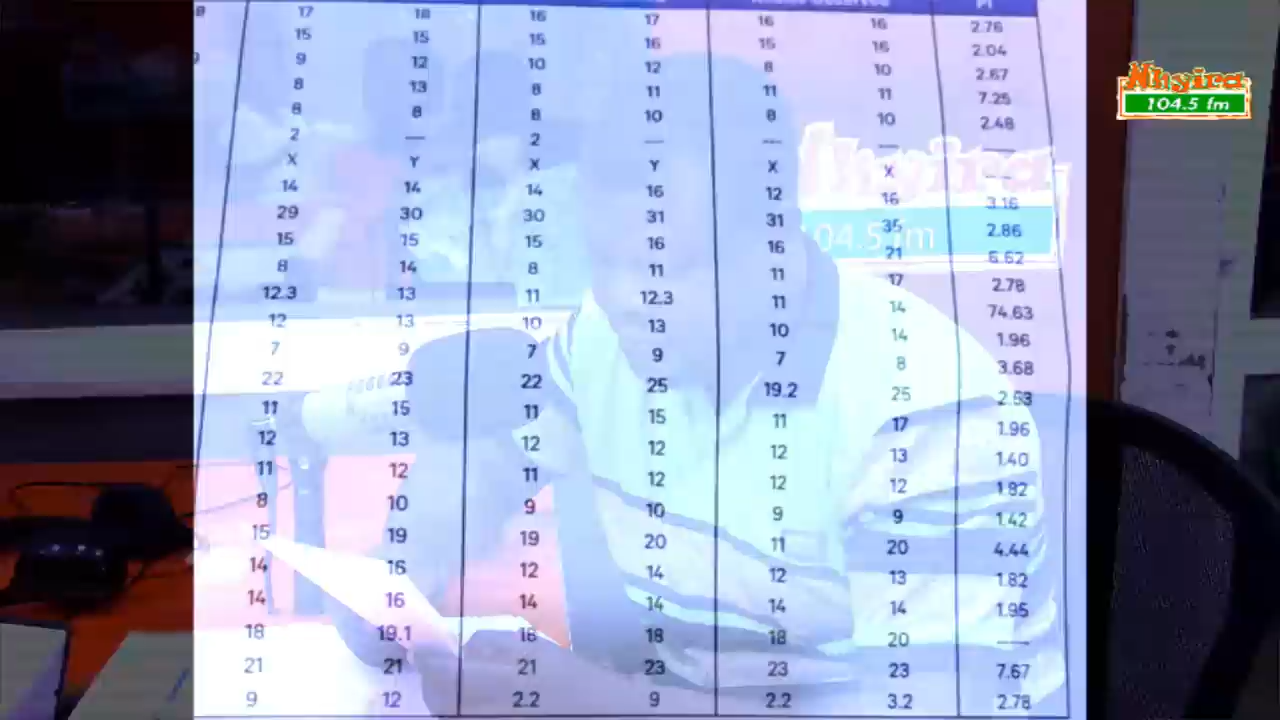 17 18 16 17 16 16 2.76
15 15 15 16 15 16 2.04
9 12 10 12 8 10 2.67
8 13 8 11 11 11 7.25
8 8 8 10 8 10 2.48
2 — 2 — — —
X Y X Y X X
14 14 14 16 12 16 3.16
29 30 30 31 31 35 2.86
15 15 15 16 16 21 6.62
8 14 8 11 11 17 2.78
12.3 13 11 12.3 11 14 74.63
12 13 10 13 10 14 1.96
7 9 7 9 7 8 3.68
22 23 22 25 19.2 25 2.53
11 15 11 15 11 17 1.96
12 13 12 12 12 13 1.40
11 12 11 12 12 12 1.82
8 10 9 10 9 9 1.42
15 19 19 20 11 20 4.44
14 16 12 14 12 13 1.82
14 16 14 14 14 14 1.95
18 19.1 18 18 18 20 —
21 21 21 23 23 23 7.67
9 12 2.2 9 2.2 3.2 2.78
Nhyira
104.5 fm
Nhyira
104.5 fm